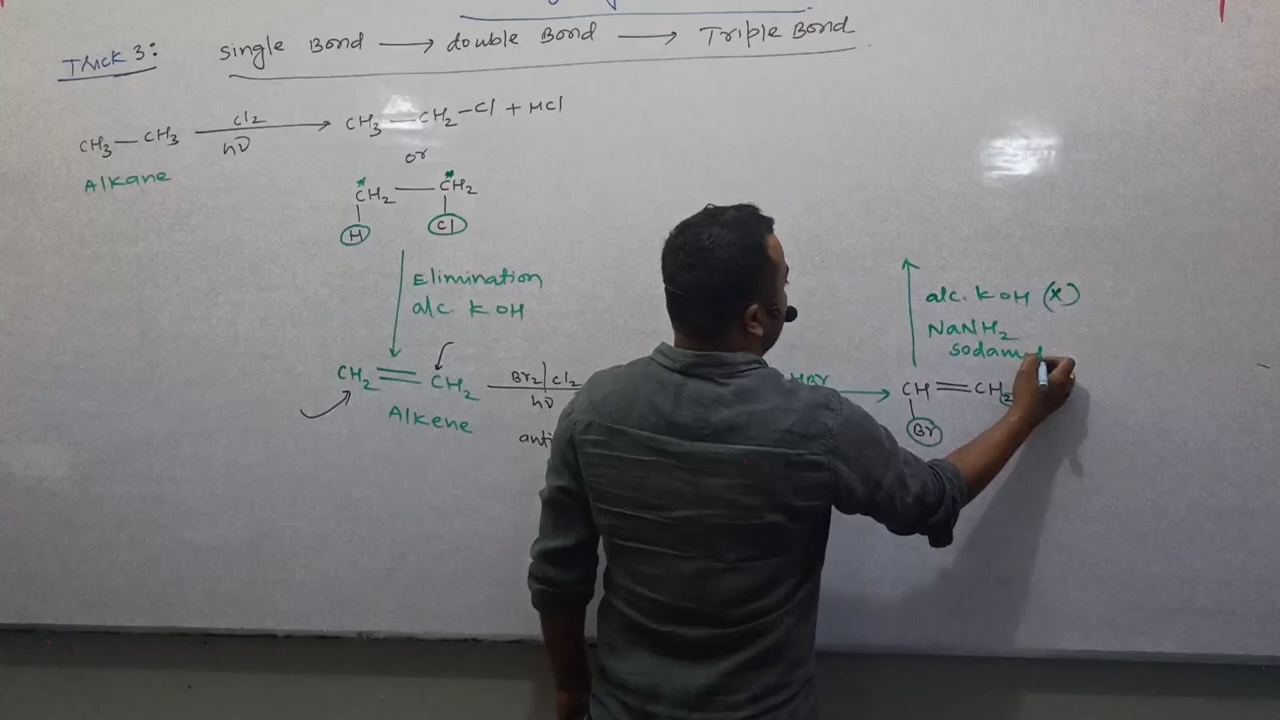 Trick 3: single Bond → double Bond → Triple Bond
CH3—CH3 Cl2 hν → CH3—CH2—Cl + HCl
Alkane
or
*CH2—*CH2
H Cl
Elimination
alc. KOH
alc. KOH (x)
NaNH2
CH2=CH2 Br2|Cl2 hν HBr → CH=CH2
Br
Alkene
anti